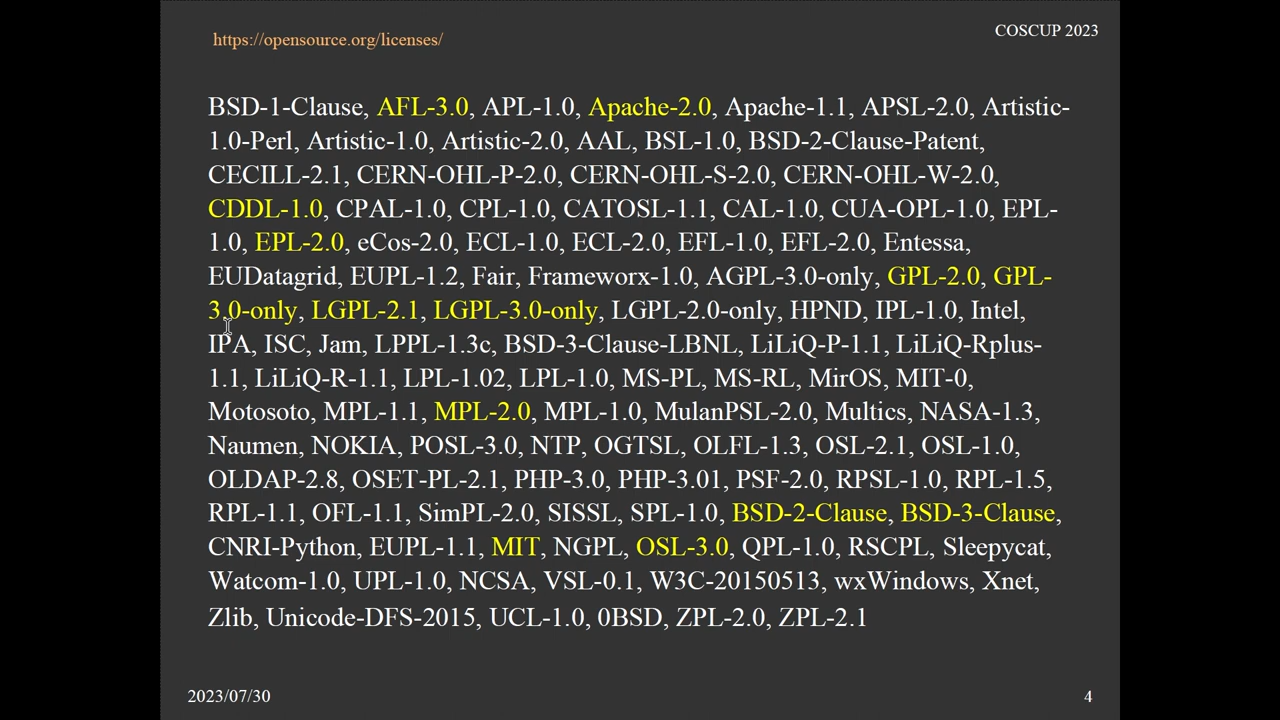 https://opensource.org/licenses/
COSCUP 2023
BSD-1-Clause, AFL-3.0, APL-1.0, Apache-2.0, Apache-1.1, APSL-2.0, Artistic-
1.0-Perl, Artistic-1.0, Artistic-2.0, AAL, BSL-1.0, BSD-2-Clause-Patent,
CECILL-2.1, CERN-OHL-P-2.0, CERN-OHL-S-2.0, CERN-OHL-W-2.0,
CDDL-1.0, CPAL-1.0, CPL-1.0, CATOSL-1.1, CAL-1.0, CUA-OPL-1.0, EPL-
1.0, EPL-2.0, eCos-2.0, ECL-1.0, ECL-2.0, EFL-1.0, EFL-2.0, Entessa,
EUDatagrid, EUPL-1.2, Fair, Frameworx-1.0, AGPL-3.0-only, GPL-2.0, GPL-
3.0-only, LGPL-2.1, LGPL-3.0-only, LGPL-2.0-only, HPND, IPL-1.0, Intel,
IPA, ISC, Jam, LPPL-1.3c, BSD-3-Clause-LBNL, LiLiQ-P-1.1, LiLiQ-Rplus-
1.1, LiLiQ-R-1.1, LPL-1.02, LPL-1.0, MS-PL, MS-RL, MirOS, MIT-0,
Motosoto, MPL-1.1, MPL-2.0, MPL-1.0, MulanPSL-2.0, Multics, NASA-1.3,
Naumen, NOKIA, POSL-3.0, NTP, OGTSL, OLFL-1.3, OSL-2.1, OSL-1.0,
OLDAP-2.8, OSET-PL-2.1, PHP-3.0, PHP-3.01, PSF-2.0, RPSL-1.0, RPL-1.5,
RPL-1.1, OFL-1.1, SimPL-2.0, SISSL, SPL-1.0, BSD-2-Clause, BSD-3-Clause,
CNRI-Python, EUPL-1.1, MIT, NGPL, OSL-3.0, QPL-1.0, RSCPL, Sleepycat,
Watcom-1.0, UPL-1.0, NCSA, VSL-0.1, W3C-20150513, wxWindows, Xnet,
Zlib, Unicode-DFS-2015, UCL-1.0, 0BSD, ZPL-2.0, ZPL-2.1
2023/07/30
4